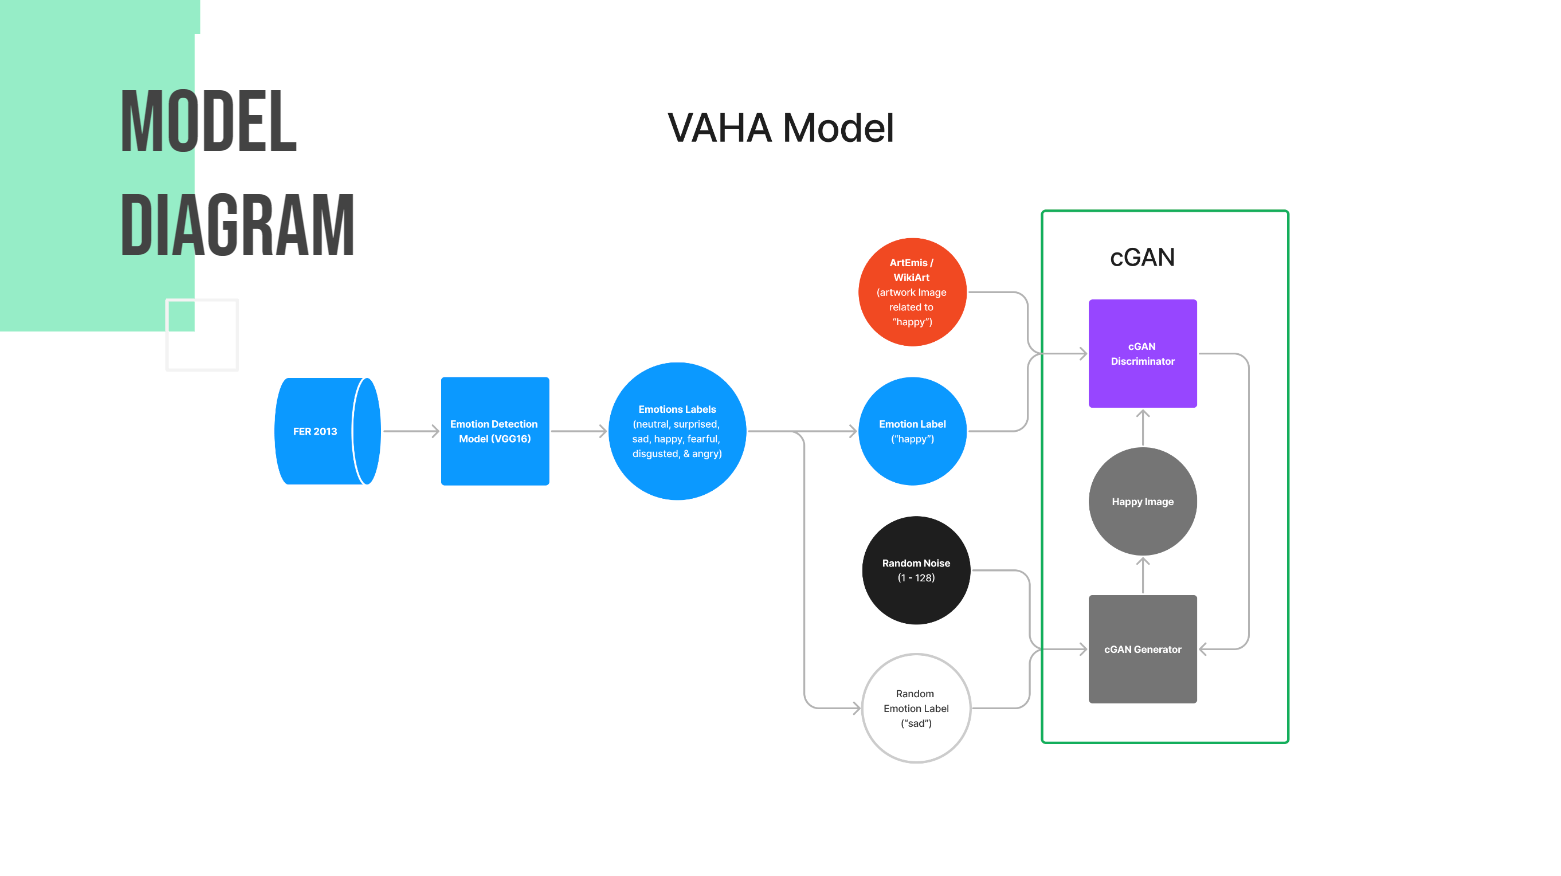 MODEL
DIAGRAM
VAHA Model
cGAN
ArtEmis /
WikiArt
(artwork Image
related to
"happy")
cGAN
Discriminator
FER 2013
Emotion Detection
Model (VGG16)
Emotions Labels
(neutral, surprised,
sad, happy, fearful,
disgusted, & angry)
Emotion Label
("happy")
Happy Image
Random Noise
(1 - 128)
cGAN Generator
Random
Emotion Label
("sad")